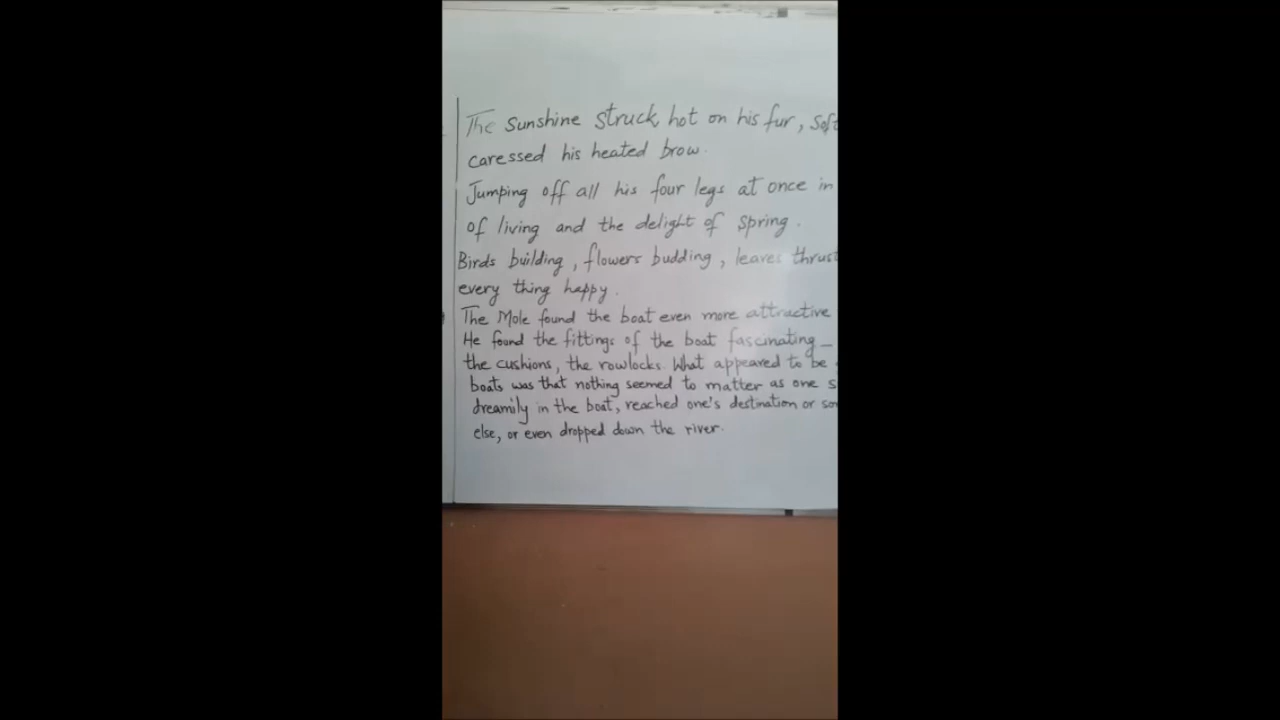 The Sunshine Struck hot on his fur, Sof
caressed his heated brow.
Jumping off all his four legs at once in
of living and the delight of Spring.
Birds building, flowers budding, leaves thrust
every thing happy.
The Mole found the boat even more attractive
He found the fittings of the boat fascinating_
the cushions, the rowlocks. What appeared to be
boats was that nothing seemed to matter as one s
dreamily in the boat, reached one's destination or som
else, or even dropped down the river.